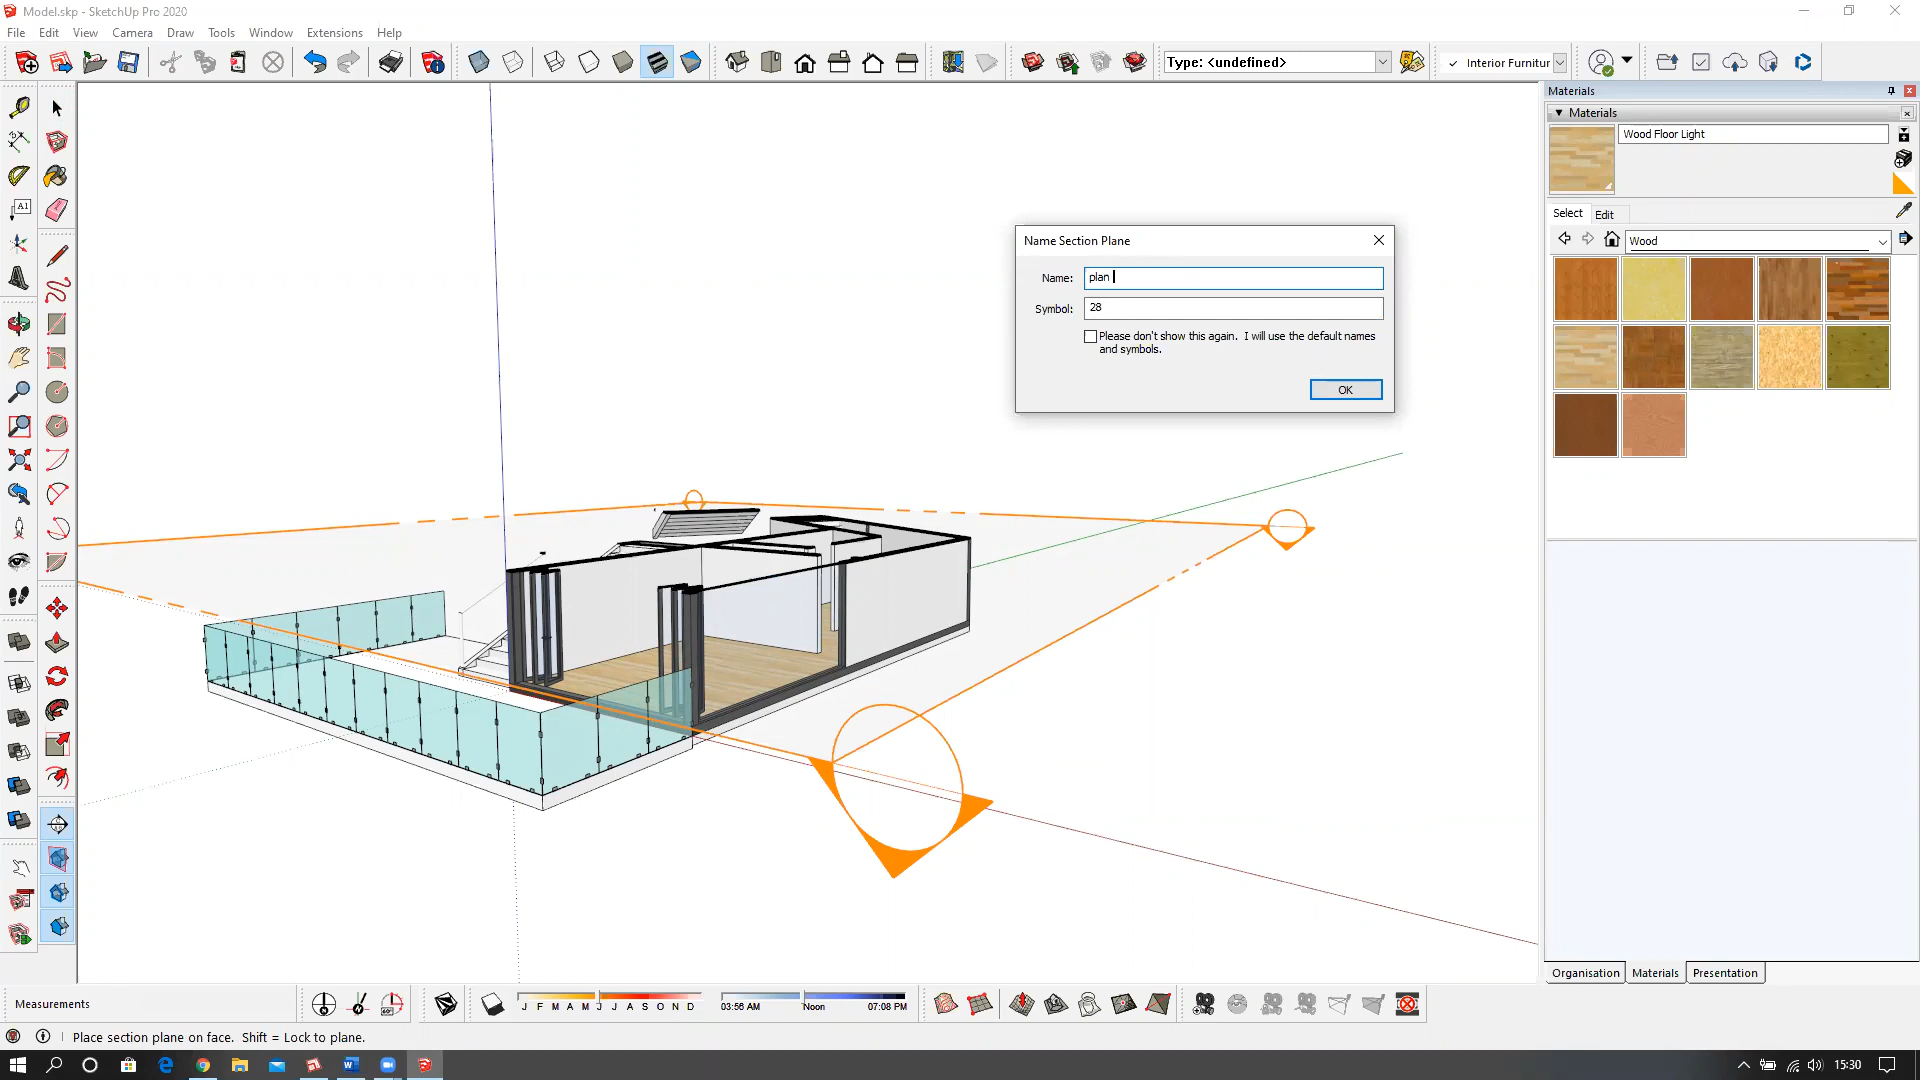 Model.skp - SketchUp Pro 2020
File Edit View Camera Draw Tools Window Extensions Help
Type: <undefined>
Interior Furnitur
Materials
Materials
Wood Floor Light
A1
Select Edit
Wood
Name Section Plane
Name: plan
Symbol: 28
Please don't show this again. I will use the default names
and symbols.
OK
Organisation Materials Presentation
Measurements
J F M A M J J A S O N D
03:56 AM Noon 07:08 PM
Place section plane on face. Shift = Lock to plane.
15:30